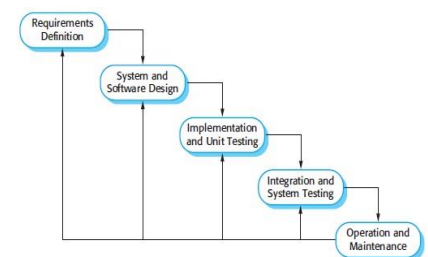 Requirements
Definition
System and
Software Design
Implementation
and Unit Testing
Integration and
System Testing
Operation and
Maintenance